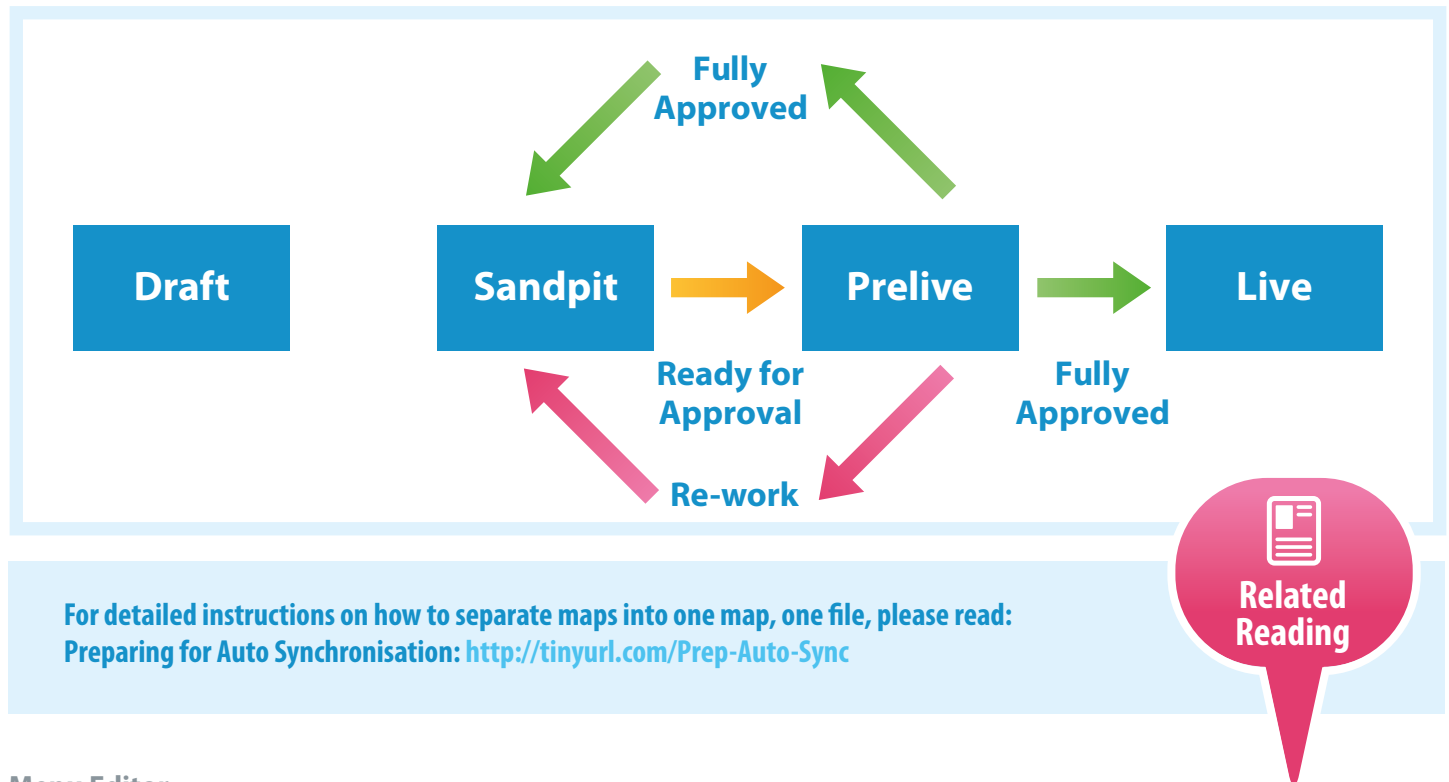 Fully
Approved
Draft
Sandpit
Prelive
Live
Ready for
Approval
Fully
Approved
Re-work
For detailed instructions on how to separate maps into one map, one file, please read:
Preparing for Auto Synchronisation: http://tinyurl.com/Prep-Auto-Sync
Related
Reading
Menu Editor